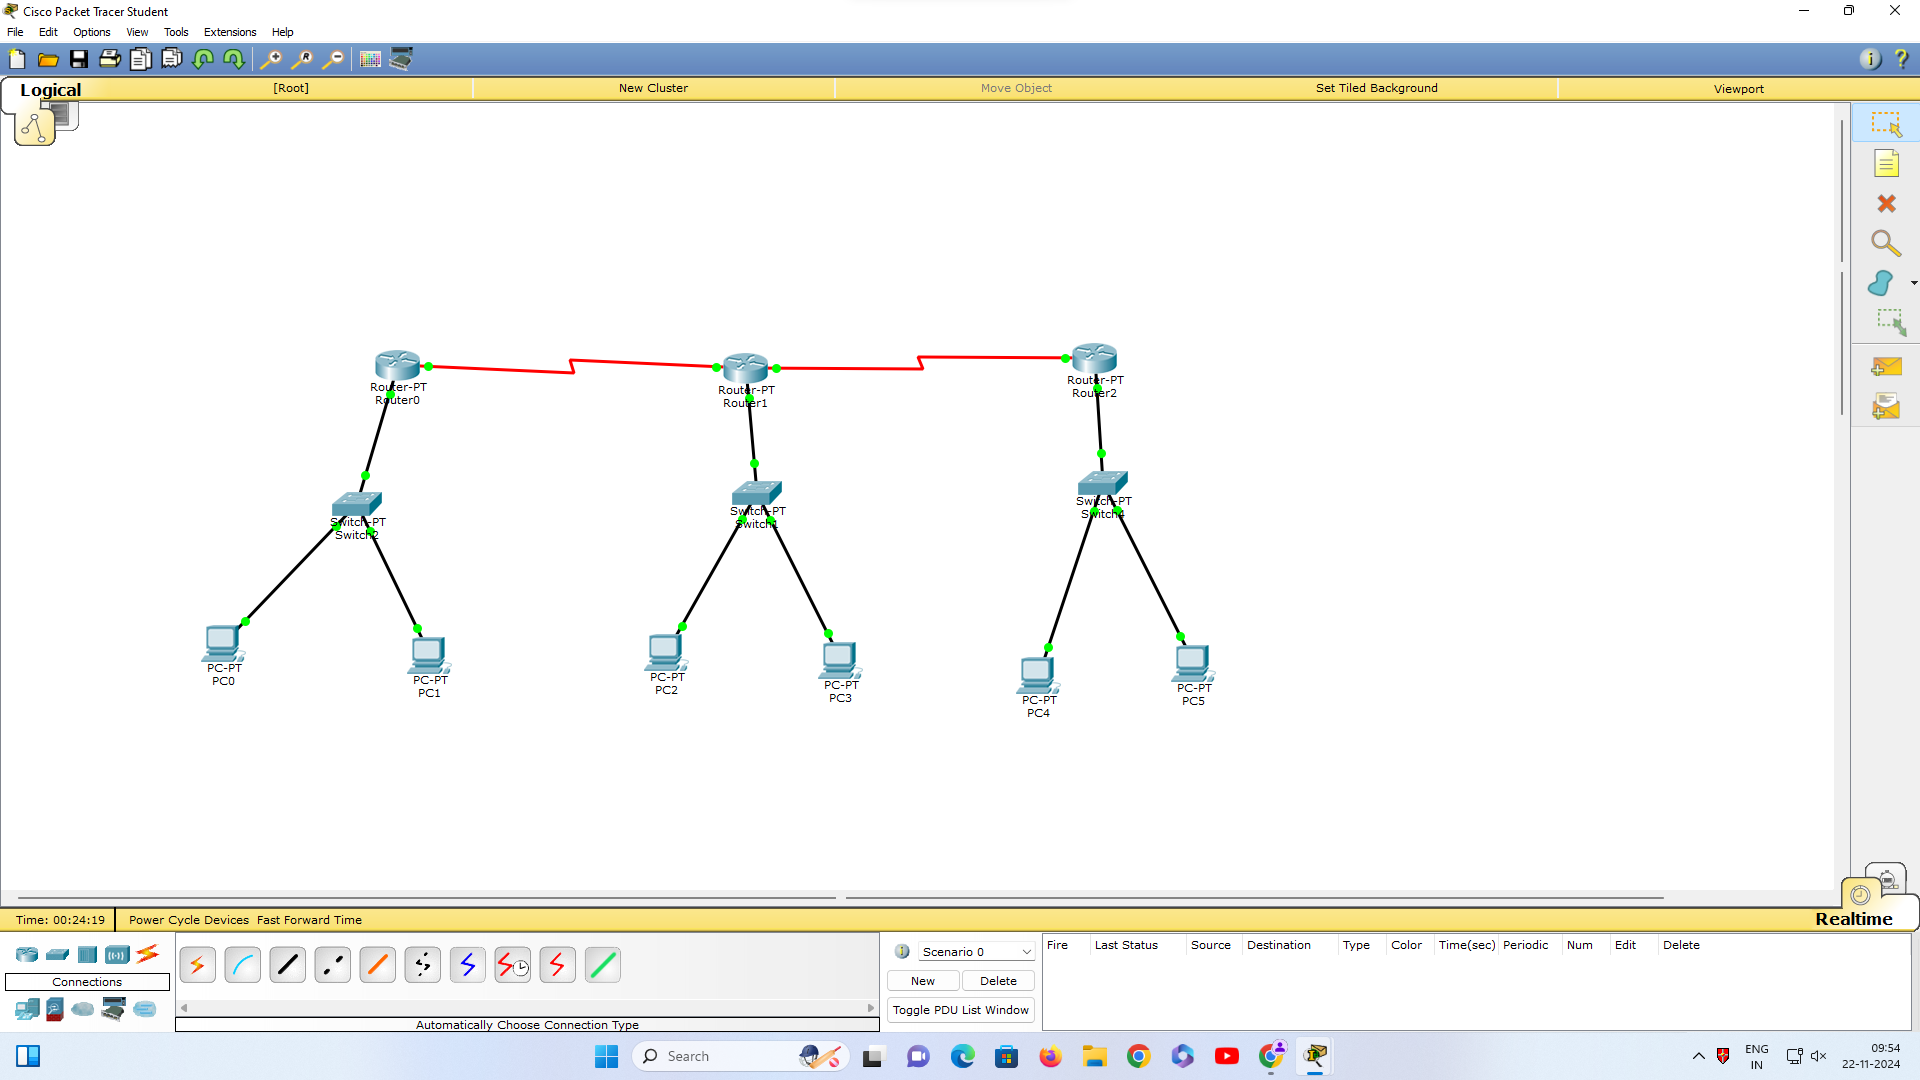 Cisco Packet Tracer Student
File Edit Options View Tools Extensions Help
Logical [Root] New Cluster Move Object Set Tiled Background Viewport
Router-PT
Router0
Router-PT
Router1
Router-PT
Router2
Switch-PT
Switch2
Switch-PT
Switch1
Switch-PT
Switch4
PC-PT
PC0
PC-PT
PC1
PC-PT
PC2
PC-PT
PC3
PC-PT
PC4
PC-PT
PC5
Time: 00:24:19 Power Cycle Devices Fast Forward Time Realtime
Connections
Automatically Choose Connection Type
Scenario 0
New Delete
Toggle PDU List Window
Fire Last Status Source Destination Type Color Time(sec) Periodic Num Edit Delete
Search
ENG
IN
09:54
22-11-2024